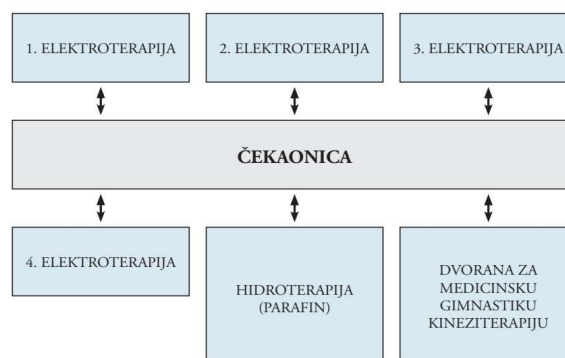 1. ELEKTROTERAPIJA
2. ELEKTROTERAPIJA
3. ELEKTROTERAPIJA
ČEKAONICA
4. ELEKTROTERAPIJA
HIDROTERAPIJA
(PARAFIN)
DVORANA ZA
MEDICINSKU
GIMNASTIKU
KINEZITERAPIJU